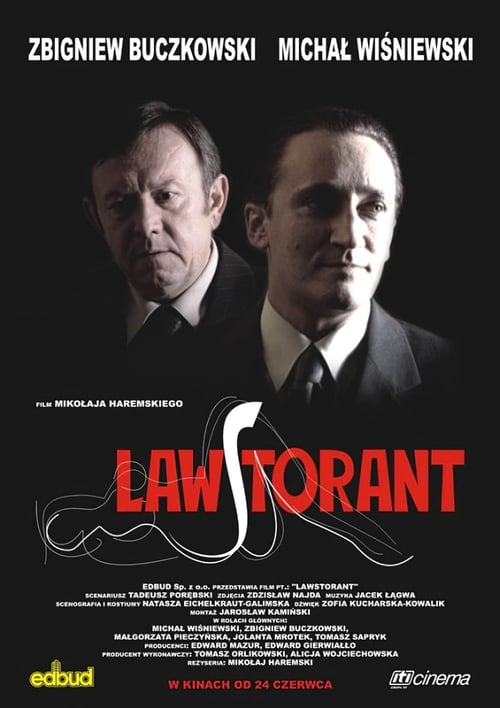 ZBIGNIEW BUCZKOWSKI MICHAŁ WIŚNIEWSKI
FILM MIKOŁAJA HAREMSKIEGO
LAWSTORANT
EDBUD Sp. z o.o. PRZEDSTAWIA FILM PT.: "LAWSTORANT"
SCENARIUSZ TADEUSZ PORĘBSKI ZDJĘCIA ZDZISŁAW NAJDA MUZYKA JACEK ŁĄGWA
SCENOGRAFIA I KOSTIUMY NATASZA EICHELKRAUT-GALIMSKA DŹWIĘK ZOFIA KUCHARSKA-KOWALIK
MONTAŻ JAROSŁAW KAMIŃSKI
W ROLACH GŁÓWNYCH:
MICHAŁ WIŚNIEWSKI, ZBIGNIEW BUCZKOWSKI,
MAŁGORZATA PIECZYŃSKA, JOLANTA MROTEK, TOMASZ SAPRYK
PRODUCENCI: EDWARD MAZUR, EDWARD GIERWIAŁŁO
PRODUCENT WYKONAWCZY: TOMASZ ORLIKOWSKI, ALICJA WOJCIECHOWSKA
REŻYSERIA: MIKOŁAJ HAREMSKI
edbud
W KINACH OD 24 CZERWCA
iti cinema
GRUPA ITI